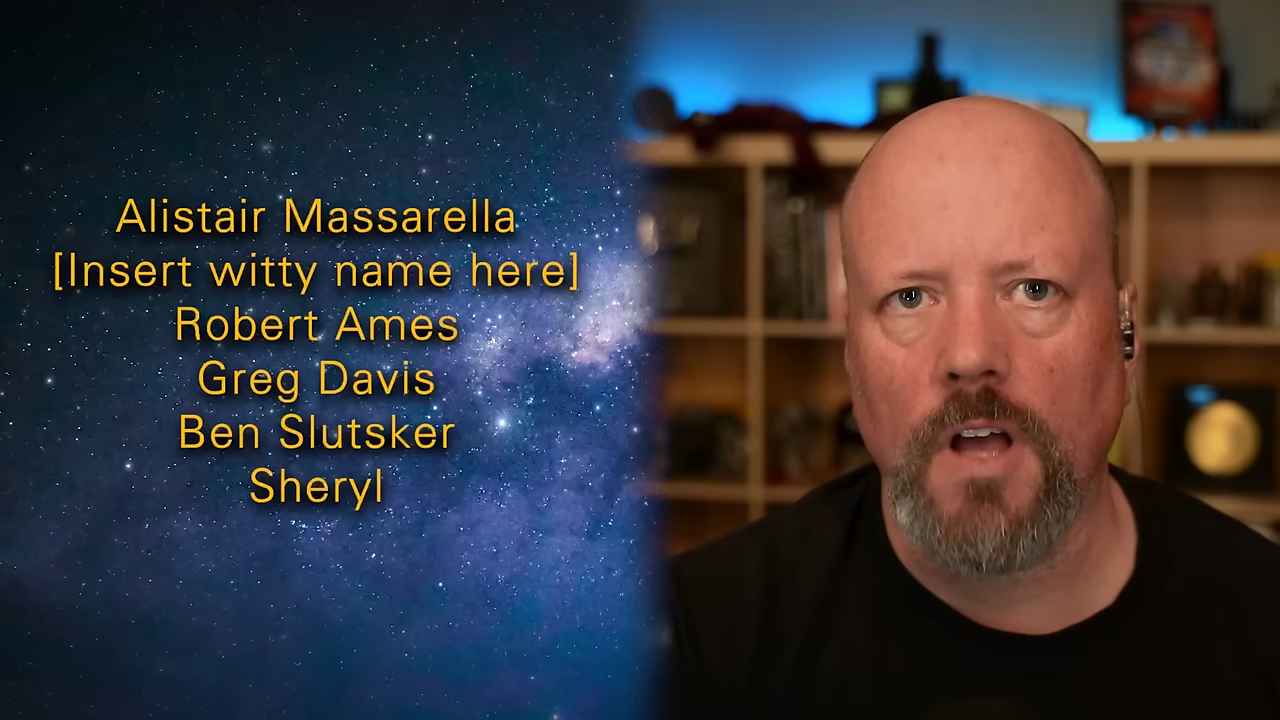 Alistair Massarella
[Insert witty name here]
Robert Ames
Greg Davis
Ben Slutsker
Sheryl